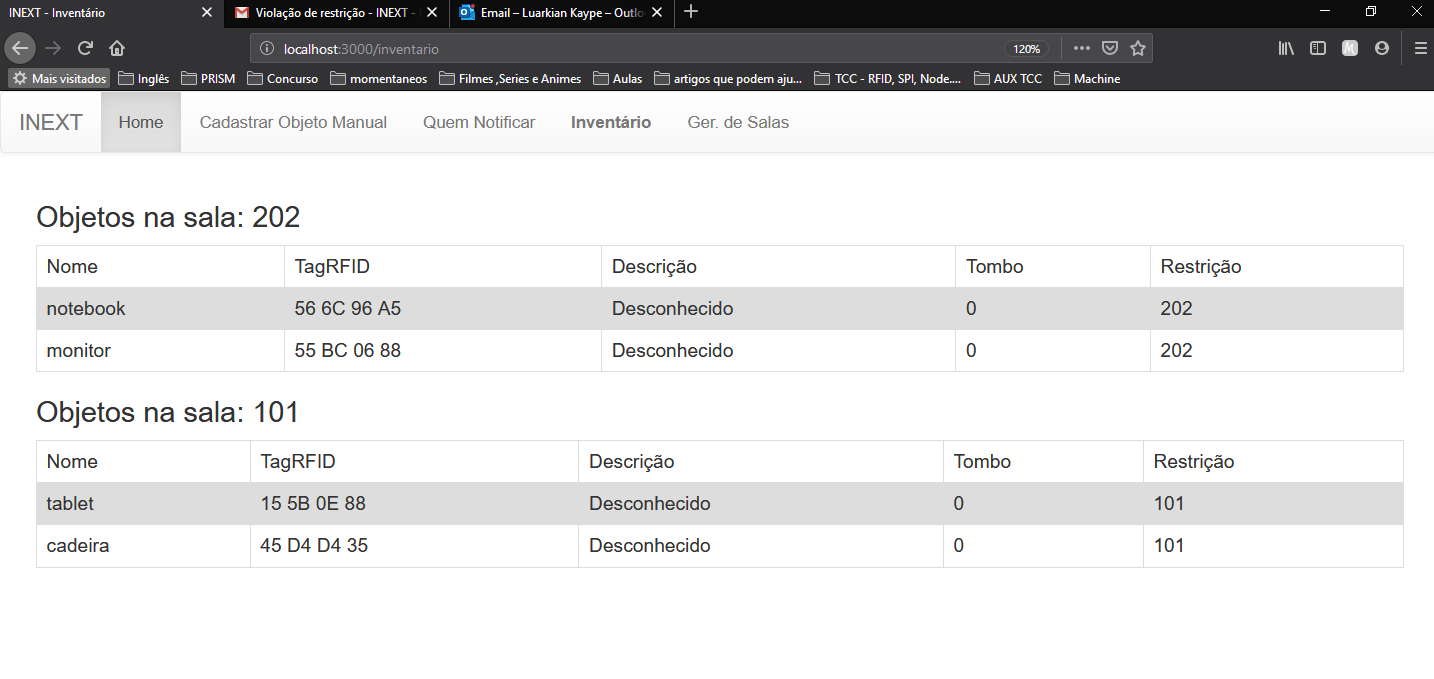 INEXT - Inventário Violação de restrição - INEXT - Email – Luarkian Kaype – Outlo
localhost:3000/inventario 120%
Mais visitados Inglês PRISM Concurso momentaneos Filmes ,Series e Animes Aulas artigos que podem aju... TCC - RFID, SPI, Node.... AUX TCC Machine
INEXT Home Cadastrar Objeto Manual Quem Notificar Inventário Ger. de Salas
Objetos na sala: 202
Nome TagRFID Descrição Tombo Restrição
notebook 56 6C 96 A5 Desconhecido 0 202
monitor 55 BC 06 88 Desconhecido 0 202
Objetos na sala: 101
Nome TagRFID Descrição Tombo Restrição
tablet 15 5B 0E 88 Desconhecido 0 101
cadeira 45 D4 D4 35 Desconhecido 0 101